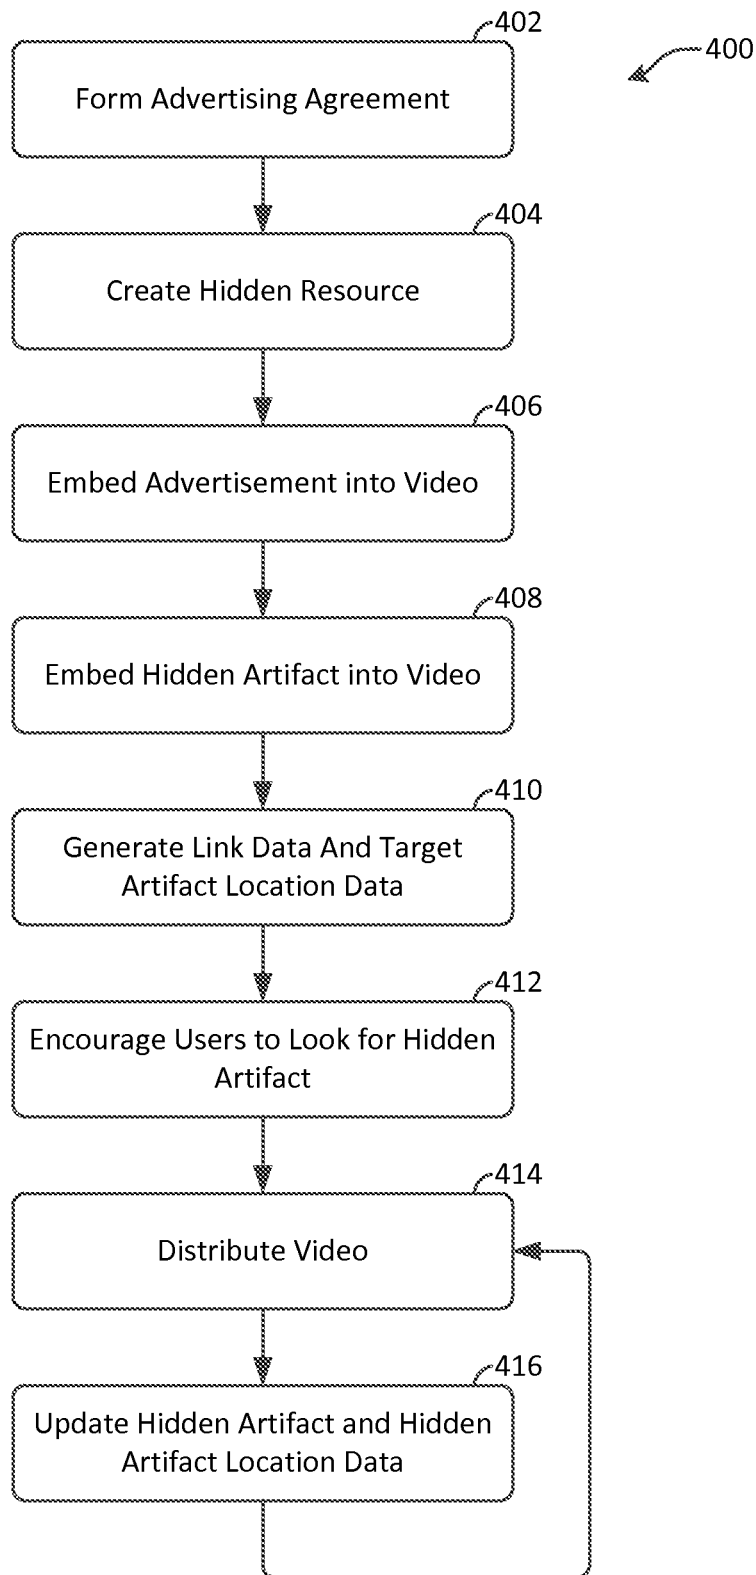 402
400
Form Advertising Agreement
404
Create Hidden Resource
406
Embed Advertisement into Video
408
Embed Hidden Artifact into Video
410
Generate Link Data And Target
Artifact Location Data
412
Encourage Users to Look for Hidden
Artifact
414
Distribute Video
416
Update Hidden Artifact and Hidden
Artifact Location Data